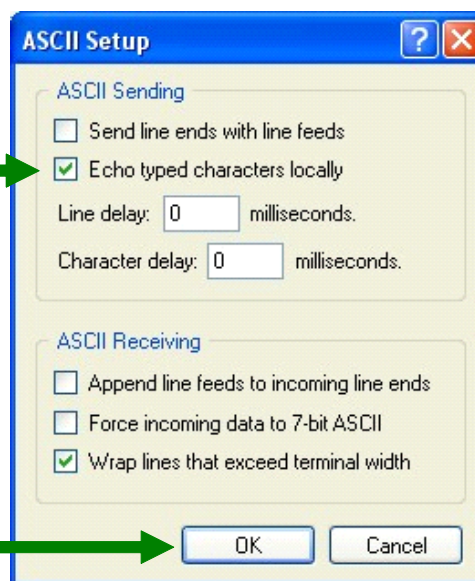 ASCII Setup
ASCII Sending
Send line ends with line feeds
Echo typed characters locally
Line delay: 0 milliseconds.
Character delay: 0 milliseconds.
ASCII Receiving
Append line feeds to incoming line ends
Force incoming data to 7-bit ASCII
Wrap lines that exceed terminal width
OK Cancel